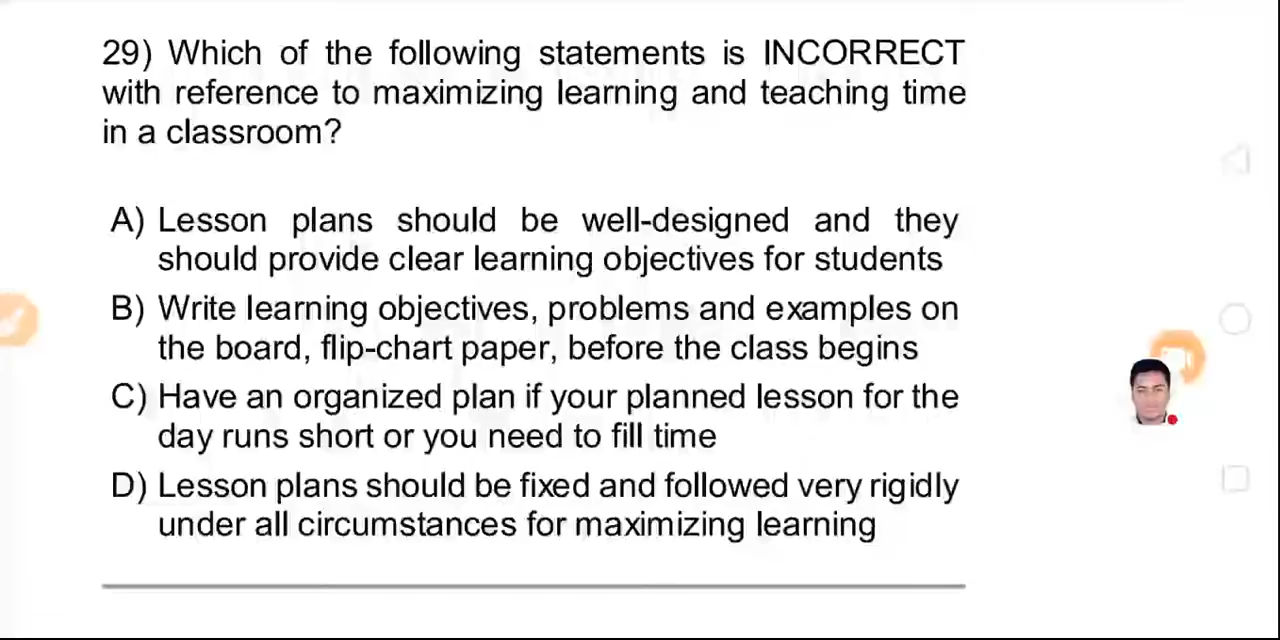 29) Which of the following statements is INCORRECT
with reference to maximizing learning and teaching time
in a classroom?
A) Lesson plans should be well-designed and they
should provide clear learning objectives for students
B) Write learning objectives, problems and examples on
the board, flip-chart paper, before the class begins
C) Have an organized plan if your planned lesson for the
day runs short or you need to fill time
D) Lesson plans should be fixed and followed very rigidly
under all circumstances for maximizing learning